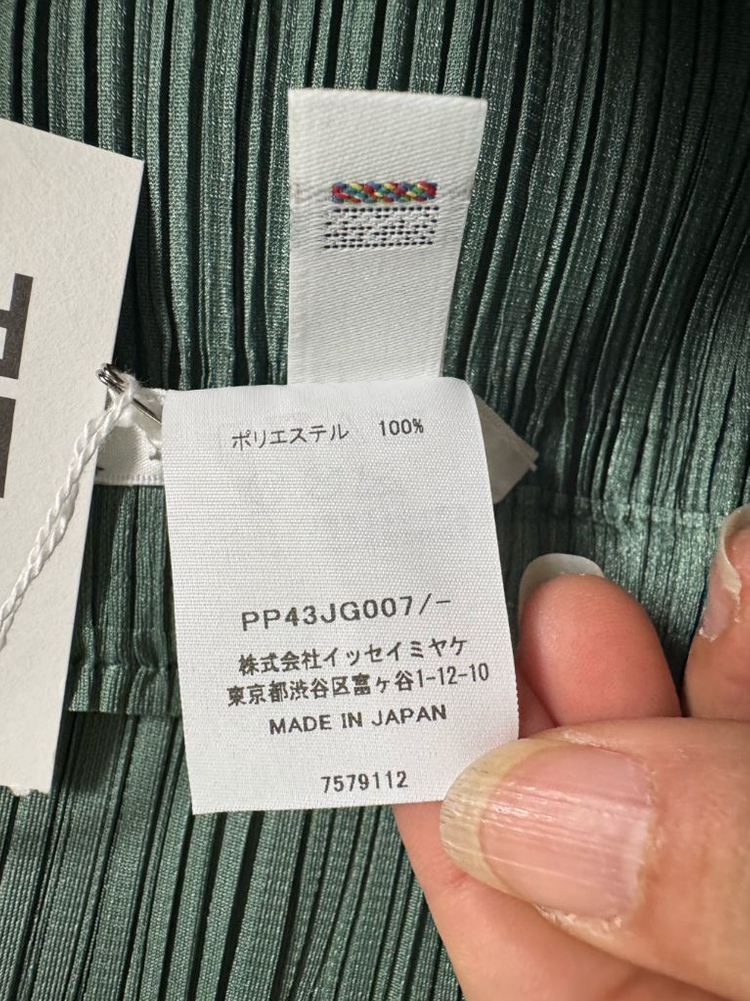 ポリエステル 100%
PP43JG007/-
株式会社イッセイミヤケ
東京都渋谷区富ヶ谷1-12-10
MADE IN JAPAN
7579112